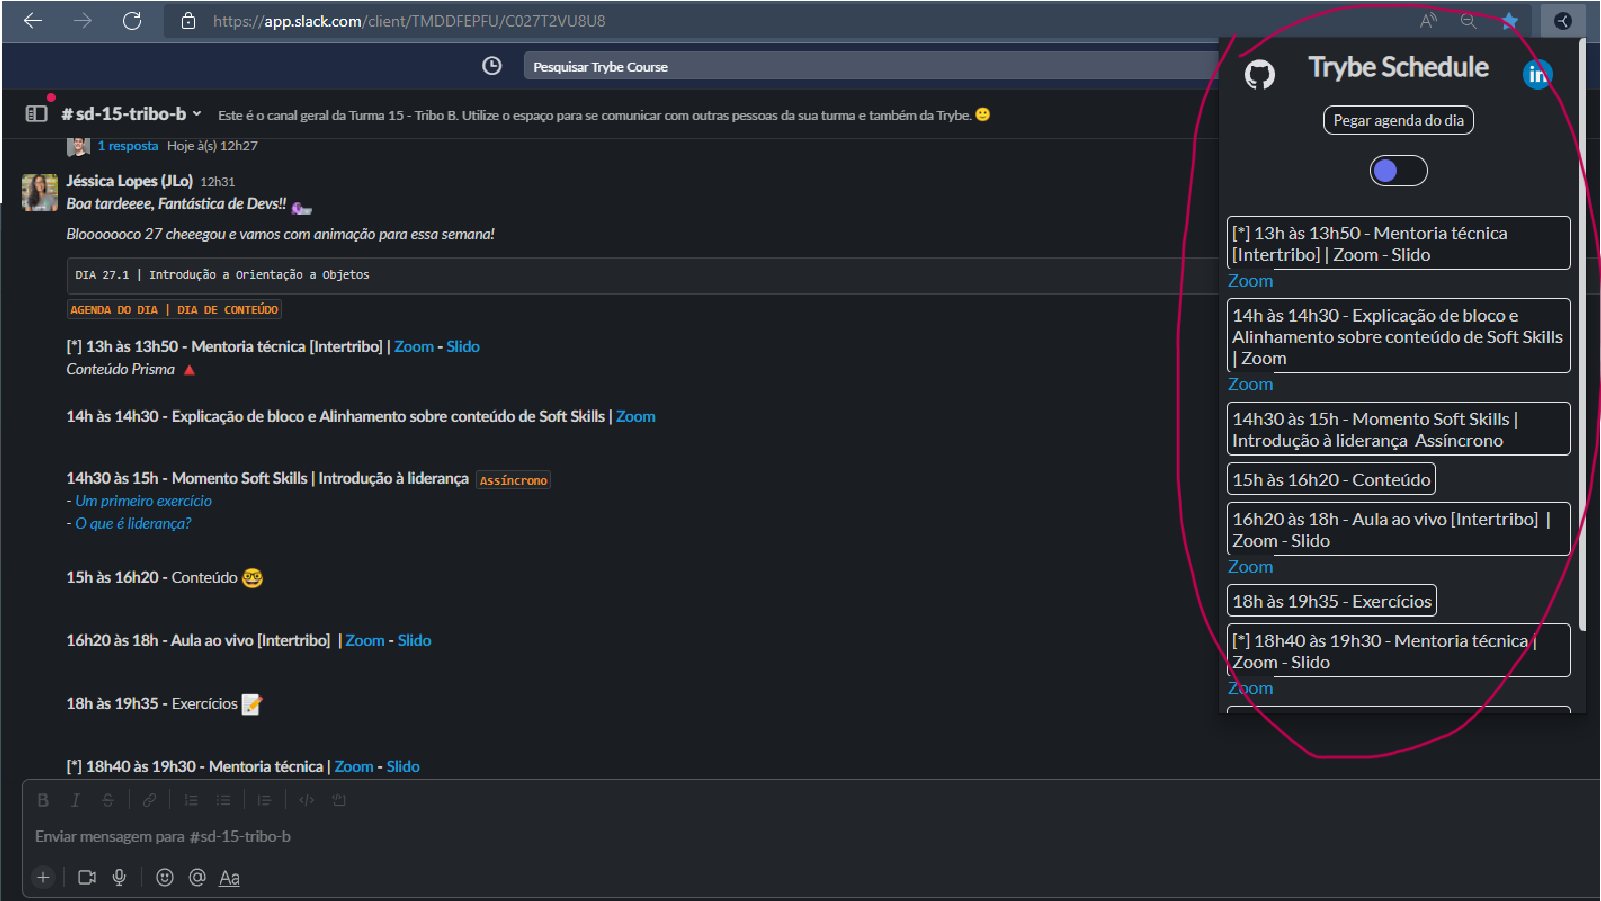 https://app.slack.com/client/TMDDFEPFU/C027T2VU8U8
Pesquisar Trybe Course
# sd-15-tribo-b
Este é o canal geral da Turma 15 - Tribo B. Utilize o espaço para se comunicar com outras pessoas da sua turma e também da Trybe. 🙂
1 resposta Hoje à(s) 12h27
Jéssica Lopes (JLo) 12h31
Boa tardeeee, Fantástica de Devs!!
Blooooooco 27 cheeegou e vamos com animação para essa semana!
DIA 27.1 | Introdução a Orientação a Objetos
AGENDA DO DIA | DIA DE CONTEÚDO
[*] 13h às 13h50 - Mentoria técnica [Intertribo] | Zoom - Slido
Conteúdo Prisma 🔺
14h às 14h30 - Explicação de bloco e Alinhamento sobre conteúdo de Soft Skills | Zoom
14h30 às 15h - Momento Soft Skills | Introdução à liderança Assíncrono
- Um primeiro exercício
- O que é liderança?
15h às 16h20 - Conteúdo 🤓
16h20 às 18h - Aula ao vivo [Intertribo] | Zoom - Slido
18h às 19h35 - Exercícios 📝
[*] 18h40 às 19h30 - Mentoria técnica | Zoom - Slido
B I S
Enviar mensagem para #sd-15-tribo-b
+ @ Aa
Trybe Schedule
in
Pegar agenda do dia
[*] 13h às 13h50 - Mentoria técnica
[Intertribo] | Zoom - Slido
Zoom
14h às 14h30 - Explicação de bloco e
Alinhamento sobre conteúdo de Soft Skills
| Zoom
Zoom
14h30 às 15h - Momento Soft Skills |
Introdução à liderança Assíncrono
15h às 16h20 - Conteúdo
16h20 às 18h - Aula ao vivo [Intertribo] |
Zoom - Slido
Zoom
18h às 19h35 - Exercícios
[*] 18h40 às 19h30 - Mentoria técnica |
Zoom - Slido
Zoom